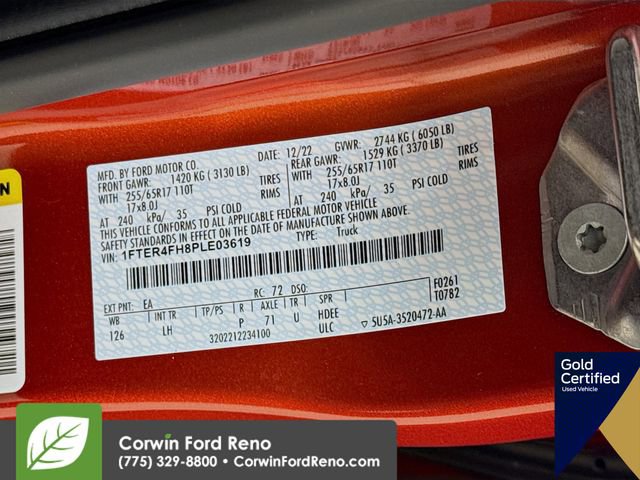 MFD. BY FORD MOTOR CO.
DATE: 12/22
GVWR: 2744 KG ( 6050 LB)
FRONT GAWR: 1420 KG ( 3130 LB)
REAR GAWR: 1529 KG ( 3370 LB)
WITH 255/65R17 110T TIRES
WITH 255/65R17 110T TIRES
17x8.0J RIMS
17x8.0J RIMS
AT 240 kPa/ 35 PSI COLD
AT 240 kPa/ 35 PSI COLD
THIS VEHICLE CONFORMS TO ALL APPLICABLE FEDERAL MOTOR VEHICLE
SAFETY STANDARDS IN EFFECT ON THE DATE OF MANUFACTURE SHOWN ABOVE.
VIN: 1FTER4FH8PLE03619
TYPE: Truck
EXT PNT: EA RC: 72 DSO: F0261
T0782
WB INT TR TP/PS R AXLE TR SPR
126 LH P 71 U HDEE
3202212234100 ULC
5U5A-3520472-AA
N
Gold
Certified
Used Vehicle
Corwin Ford Reno
(775) 329-8800 • CorwinFordReno.com